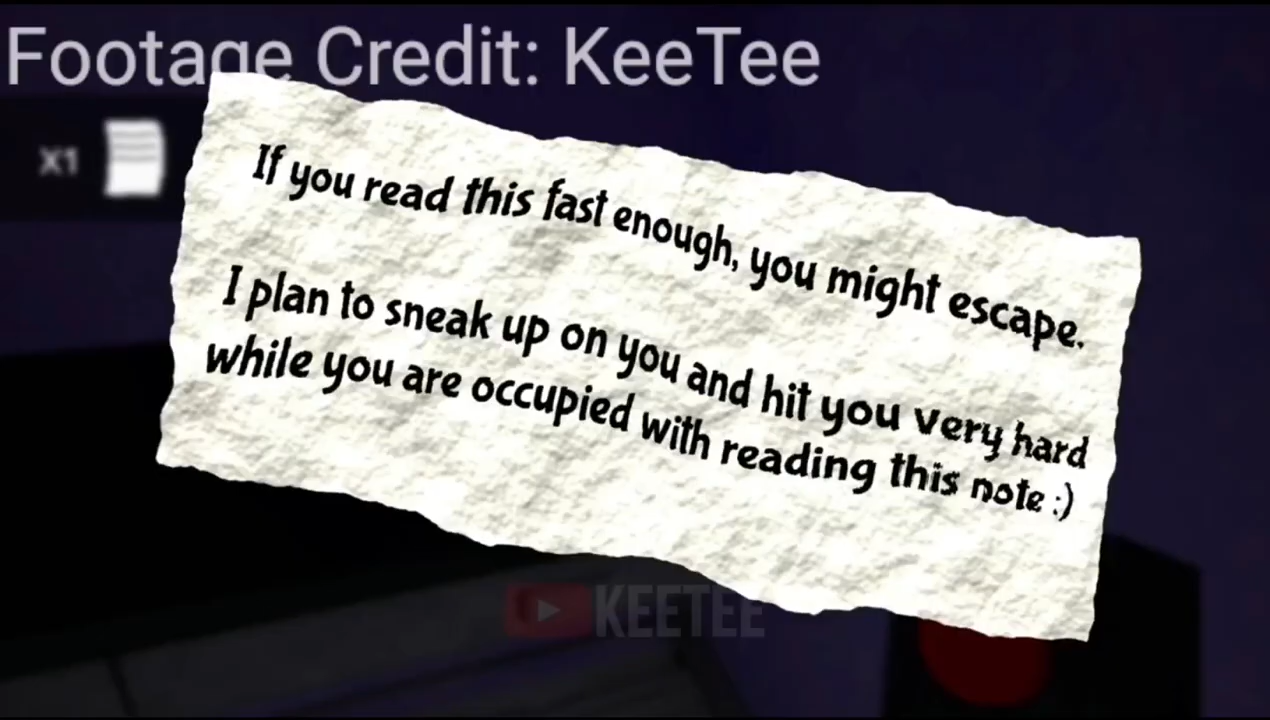 Footage Credit: KeeTee
X1
If you read this fast enough, you might escape.
I plan to sneak up on you and hit you very hard
while you are occupied with reading this note :)
KEETEE